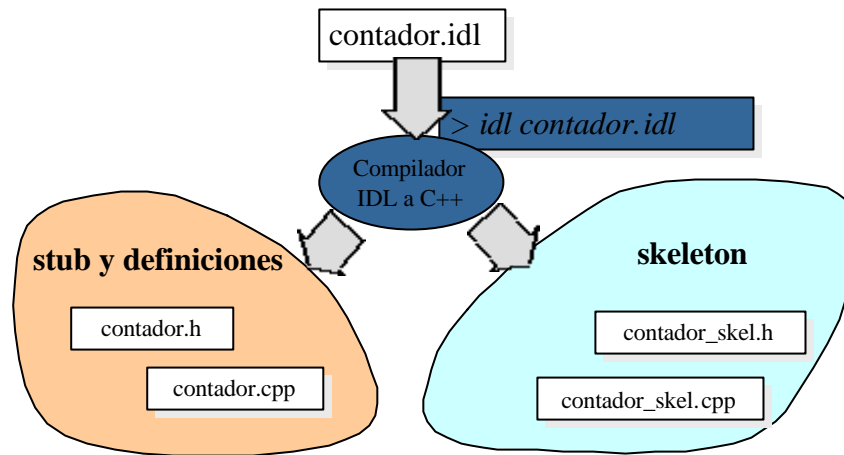 contador.idl
> idl contador.idl
Compilador
IDL a C++
stub y definiciones
skeleton
contador.h
contador_skel.h
contador.cpp
contador_skel.cpp